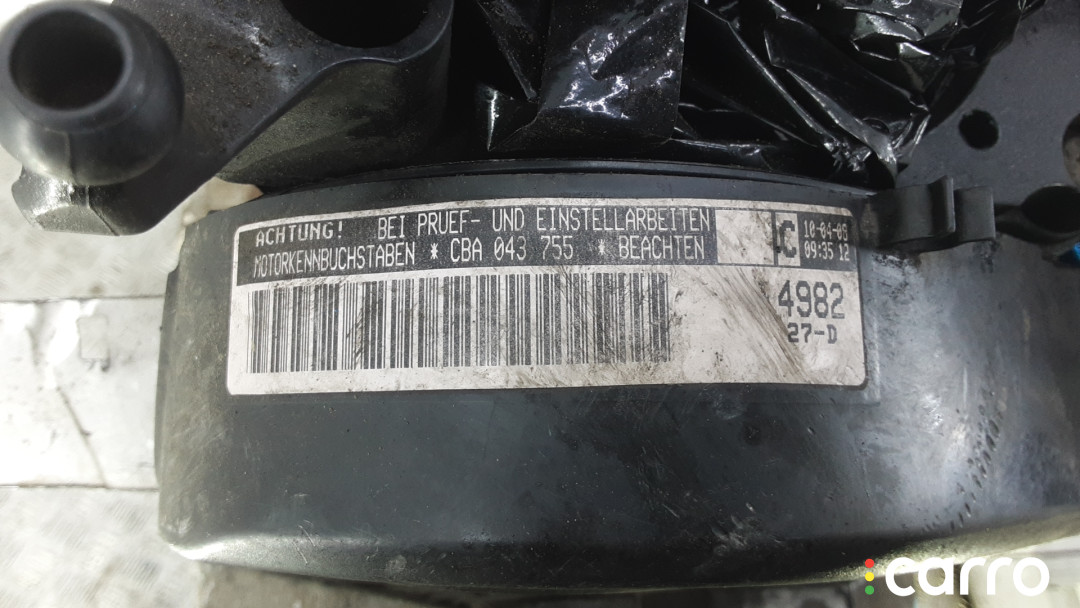 ACHTUNG! BEI PRUEF- UND EINSTELLARBEITEN
MOTORKENNBUCHSTABEN * CBA 043 755 * BEACHTEN
C
10-04-09
09:35 12
4982
27-D
carro